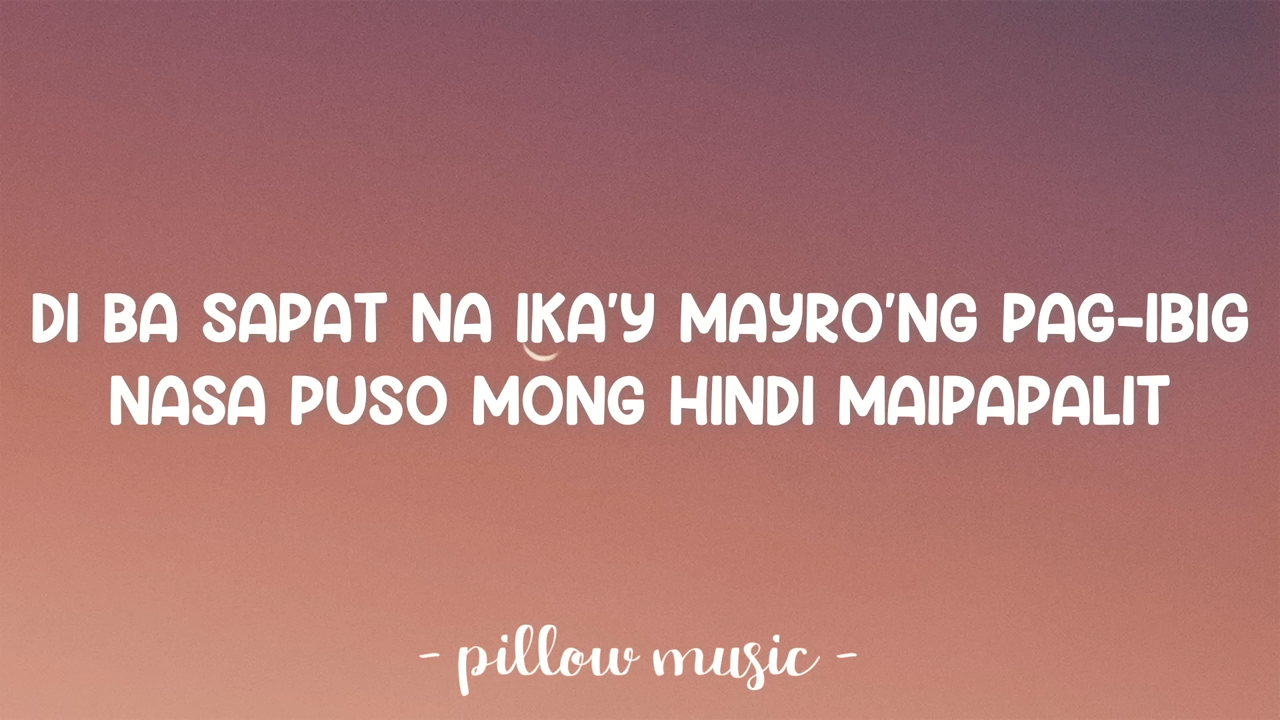 DI BA SAPAT NA IKA'Y MAYRO'NG PAG-IBIG
NASA PUSO MONG HINDI MAIPAPALIT
- pillow music -